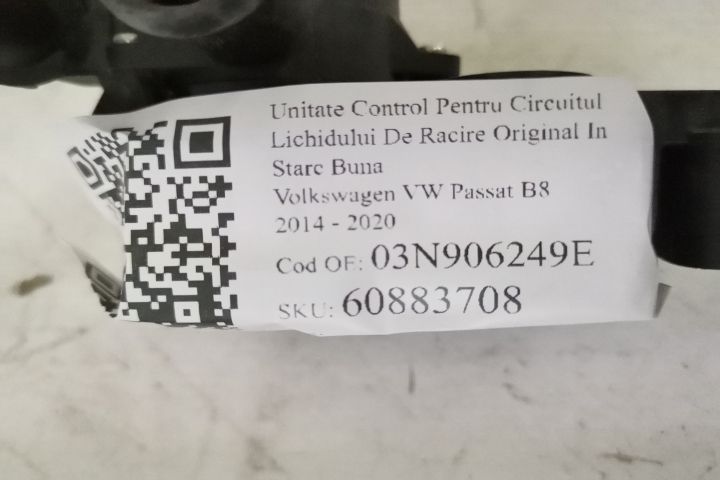 Unitate Control Pentru Circuitul
Lichidului De Racire Original In
Stare Buna
Volkswagen VW Passat B8
2014 - 2020
Cod OE: 03N906249E
SKU: 60883708